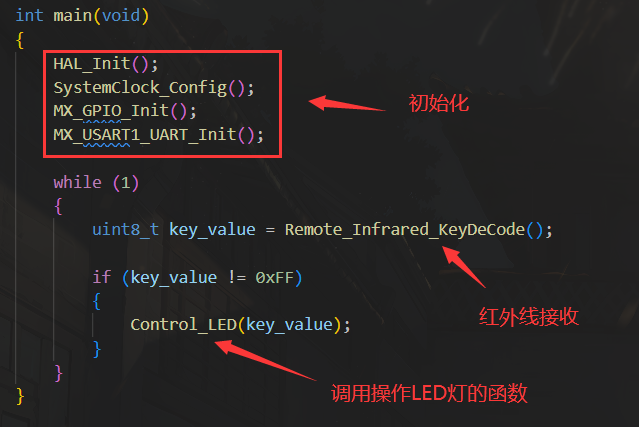 int main(void)
{
HAL_Init();
SystemClock_Config();
MX_GPIO_Init();
MX_USART1_UART_Init();
初始化
while (1)
{
uint8_t key_value = Remote_Infrared_KeyDeCode();
if (key_value != 0xFF)
{
红外线接收
Control_LED(key_value);
}
}
调用操作LED灯的函数
}